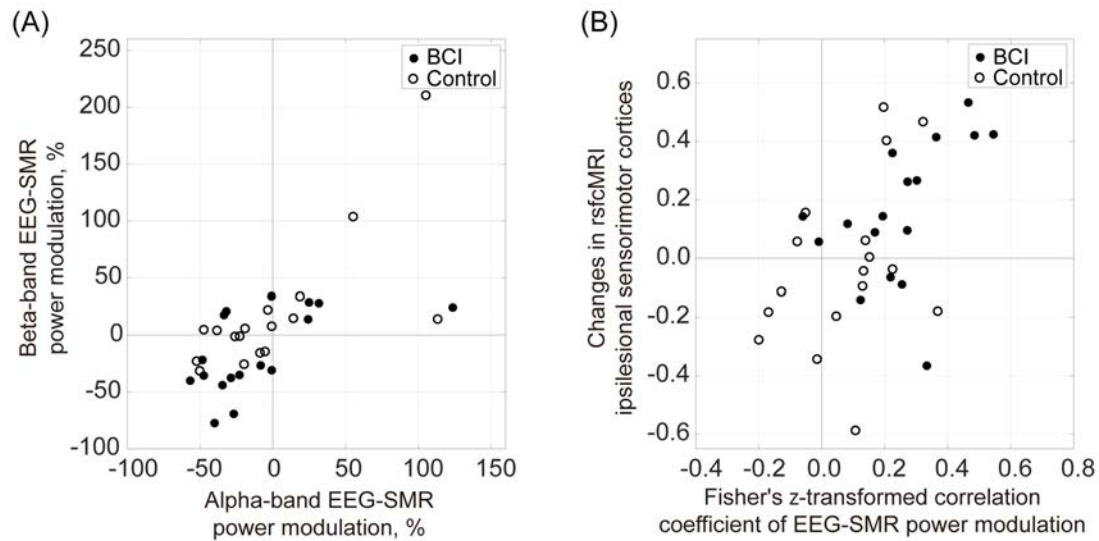 (A)
250
200
150
100
50
0
-50
-100
-100
-50
0
50
100
150
Beta-band EEG-SMR
power modulation, %
Alpha-band EEG-SMR
power modulation, %
BCI
Control
(B)
0.6
0.4
0.2
0.0
-0.2
-0.4
-0.6
-0.4
-0.2
0.0
0.2
0.4
0.6
0.8
Changes in rsfcMRI
ipsilesional sensorimotor cortices
Fisher's z-transformed correlation
coefficient of EEG-SMR power modulation
BCI
Control